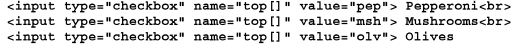 <input type="checkbox" name="top[]" value="pep"> Pepperoni<br>
<input type="checkbox" name="top[]" value="msh"> Mushrooms<br>
<input type="checkbox" name="top[]" value="olv"> Olives